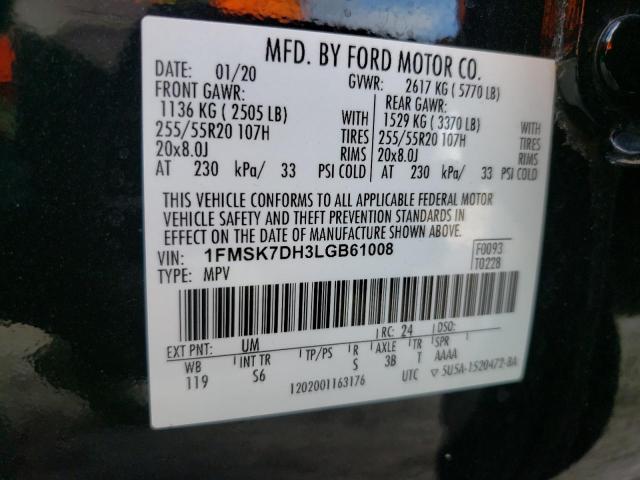 MFD. BY FORD MOTOR CO.
DATE: 01/20 GVWR: 2617 KG ( 5770 LB)
FRONT GAWR: REAR GAWR:
1136 KG ( 2505 LB) WITH 1529 KG ( 3370 LB) WITH
255/55R20 107H TIRES 255/55R20 107H TIRES
20x8.0J RIMS 20x8.0J RIMS
AT 230 kPa/ 33 PSI COLD AT 230 kPa/ 33 PSI COLD
THIS VEHICLE CONFORMS TO ALL APPLICABLE FEDERAL MOTOR
VEHICLE SAFETY AND THEFT PREVENTION STANDARDS IN
EFFECT ON THE DATE OF MANUFACTURE SHOWN ABOVE.
VIN: 1FMSK7DH3LGB61008 F0093
TYPE: MPV T0228
EXT PNT: UM RC: 24 DSO:
WB INT TR TP/PS R AXLE TR SPR
119 S6 S 3B T AAAA
1202001163176 UTC ▽ 5U5A-1520472-BA